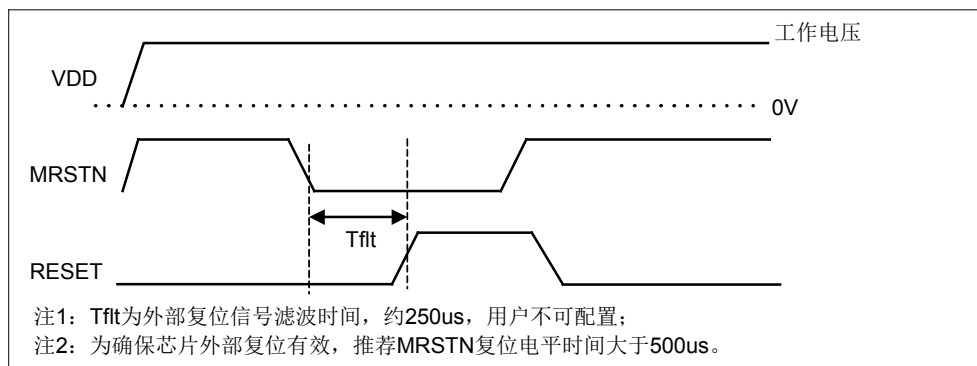 工作电压
VDD
0V
MRSTN
Tflt
RESET
注1：Tflt为外部复位信号滤波时间，约250us，用户不可配置；
注2：为确保芯片外部复位有效，推荐MRSTN复位电平时间大于500us。